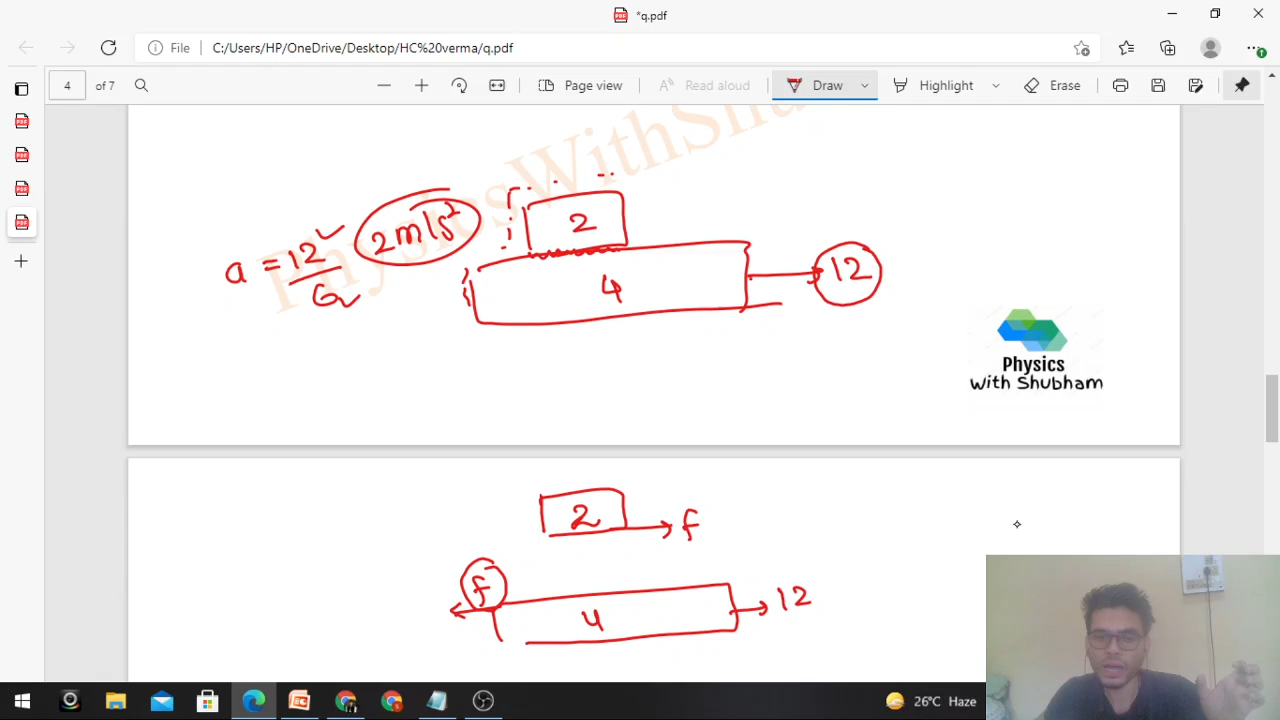 *q.pdf
File C:/Users/HP/OneDrive/Desktop/HC%20verma/q.pdf
4 of 7 Page view Read aloud Draw Highlight Erase
PhysicsWithShu
2
a = 12
6
2m/s²
4
12
Physics
with Shubham
2
f
f
4
12
26°C Haze